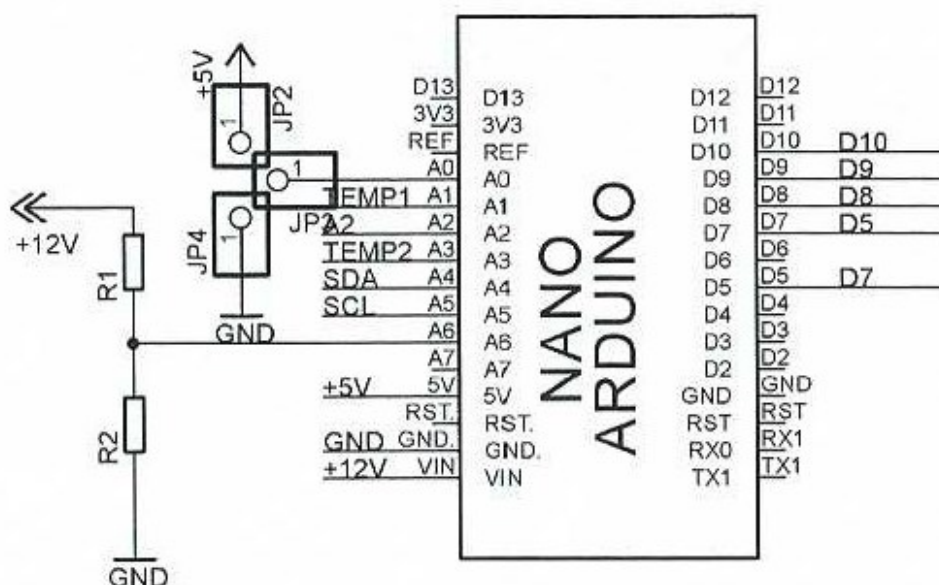 +5V
1
JP2
1
1
JP4
GND
+12V
R1
R2
GND
D13
3V3
REF
A0
TEMP1 A1
A2 A2
TEMP2 A3
SDA A4
SCL A5
A6
A7
+5V 5V
RST.
GND GND.
+12V VIN
D13
3V3
REF
A0
A1
A2
A3
A4
A5
A6
A7
5V
RST.
GND.
VIN
NANO
ARDUINO
D12
D11
D10
D9
D8
D7
D6
D5
D4
D3
D2
GND
RST
RX0
TX1
D12
D11
D10 D10
D9 D9
D8 D8
D7 D5
D6
D5 D7
D4
D3
D2
GND
RST
RX1
TX1